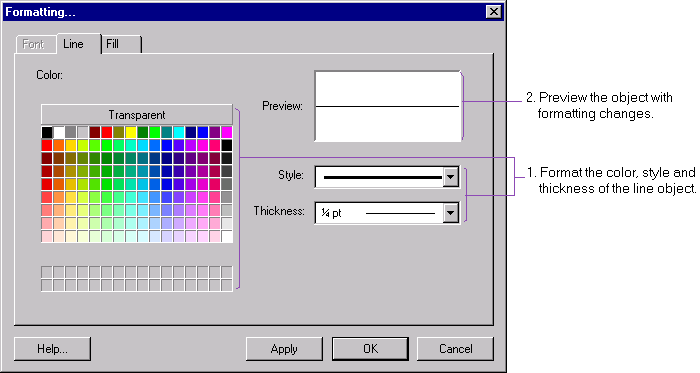 Formatting...
Font Line Fill
Color:
Transparent
Preview:
2. Preview the object with
formatting changes.
Style:
1. Format the color, style and
thickness of the line object.
Thickness: ¼ pt
Help... Apply OK Cancel